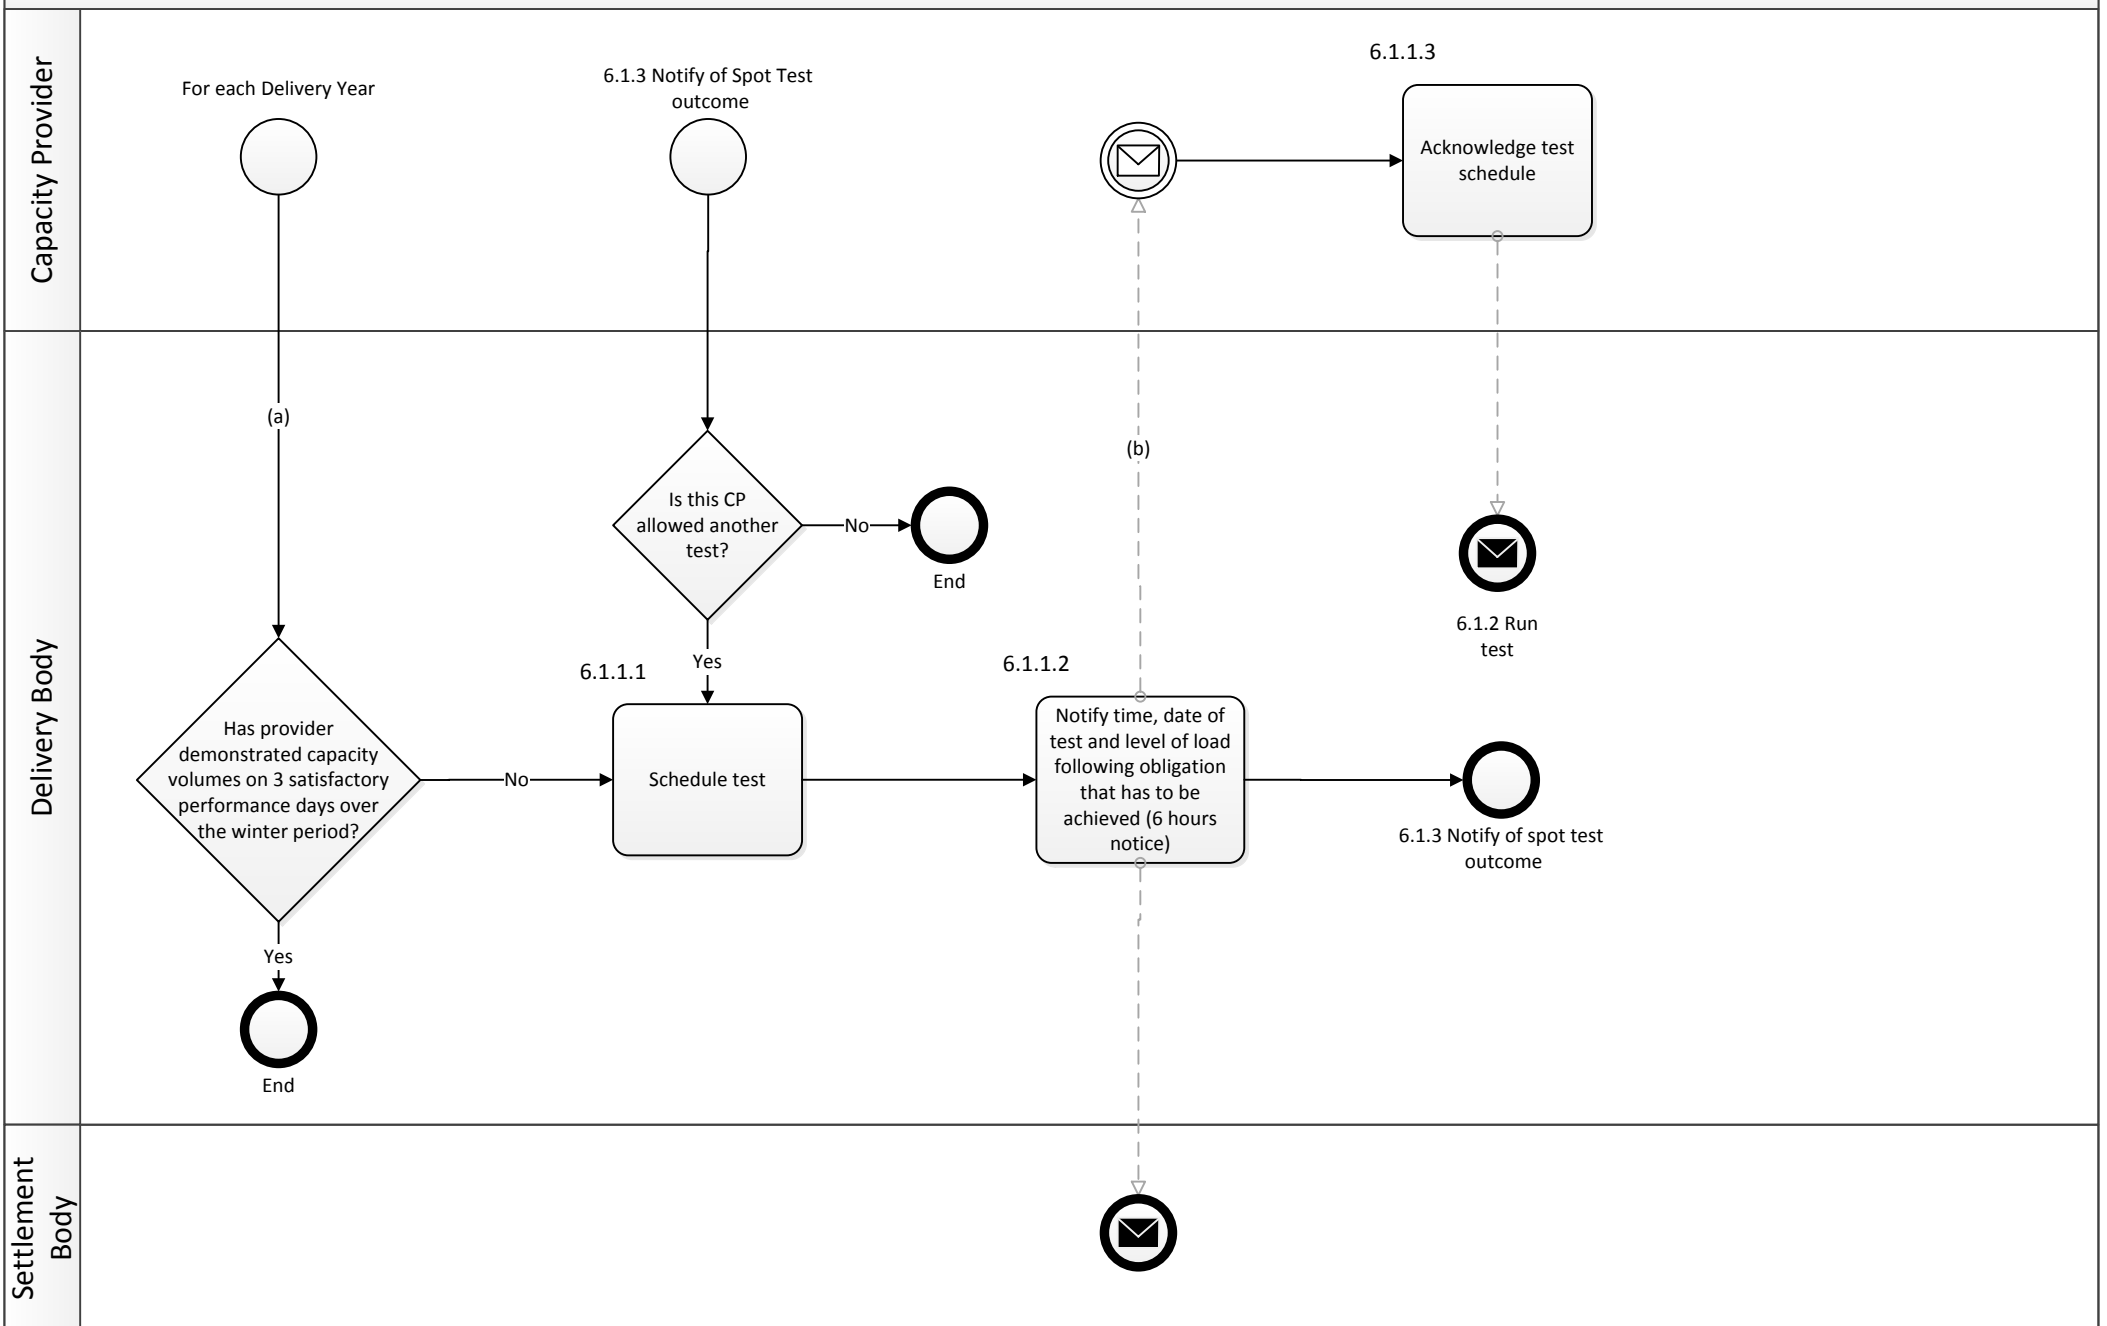 Capacity Provider
For each Delivery Year
6.1.3 Notify of Spot Test
outcome
6.1.1.3
Acknowledge test
schedule
Delivery Body
(a)
(b)
Is this CP
allowed another
test?
No
End
6.1.2 Run
test
Yes
6.1.1.1
6.1.1.2
Has provider
demonstrated capacity
volumes on 3 satisfactory
performance days over
the winter period?
No
Schedule test
Notify time, date of
test and level of load
following obligation
that has to be
achieved (6 hours
notice)
6.1.3 Notify of spot test
outcome
Yes
End
Settlement
Body